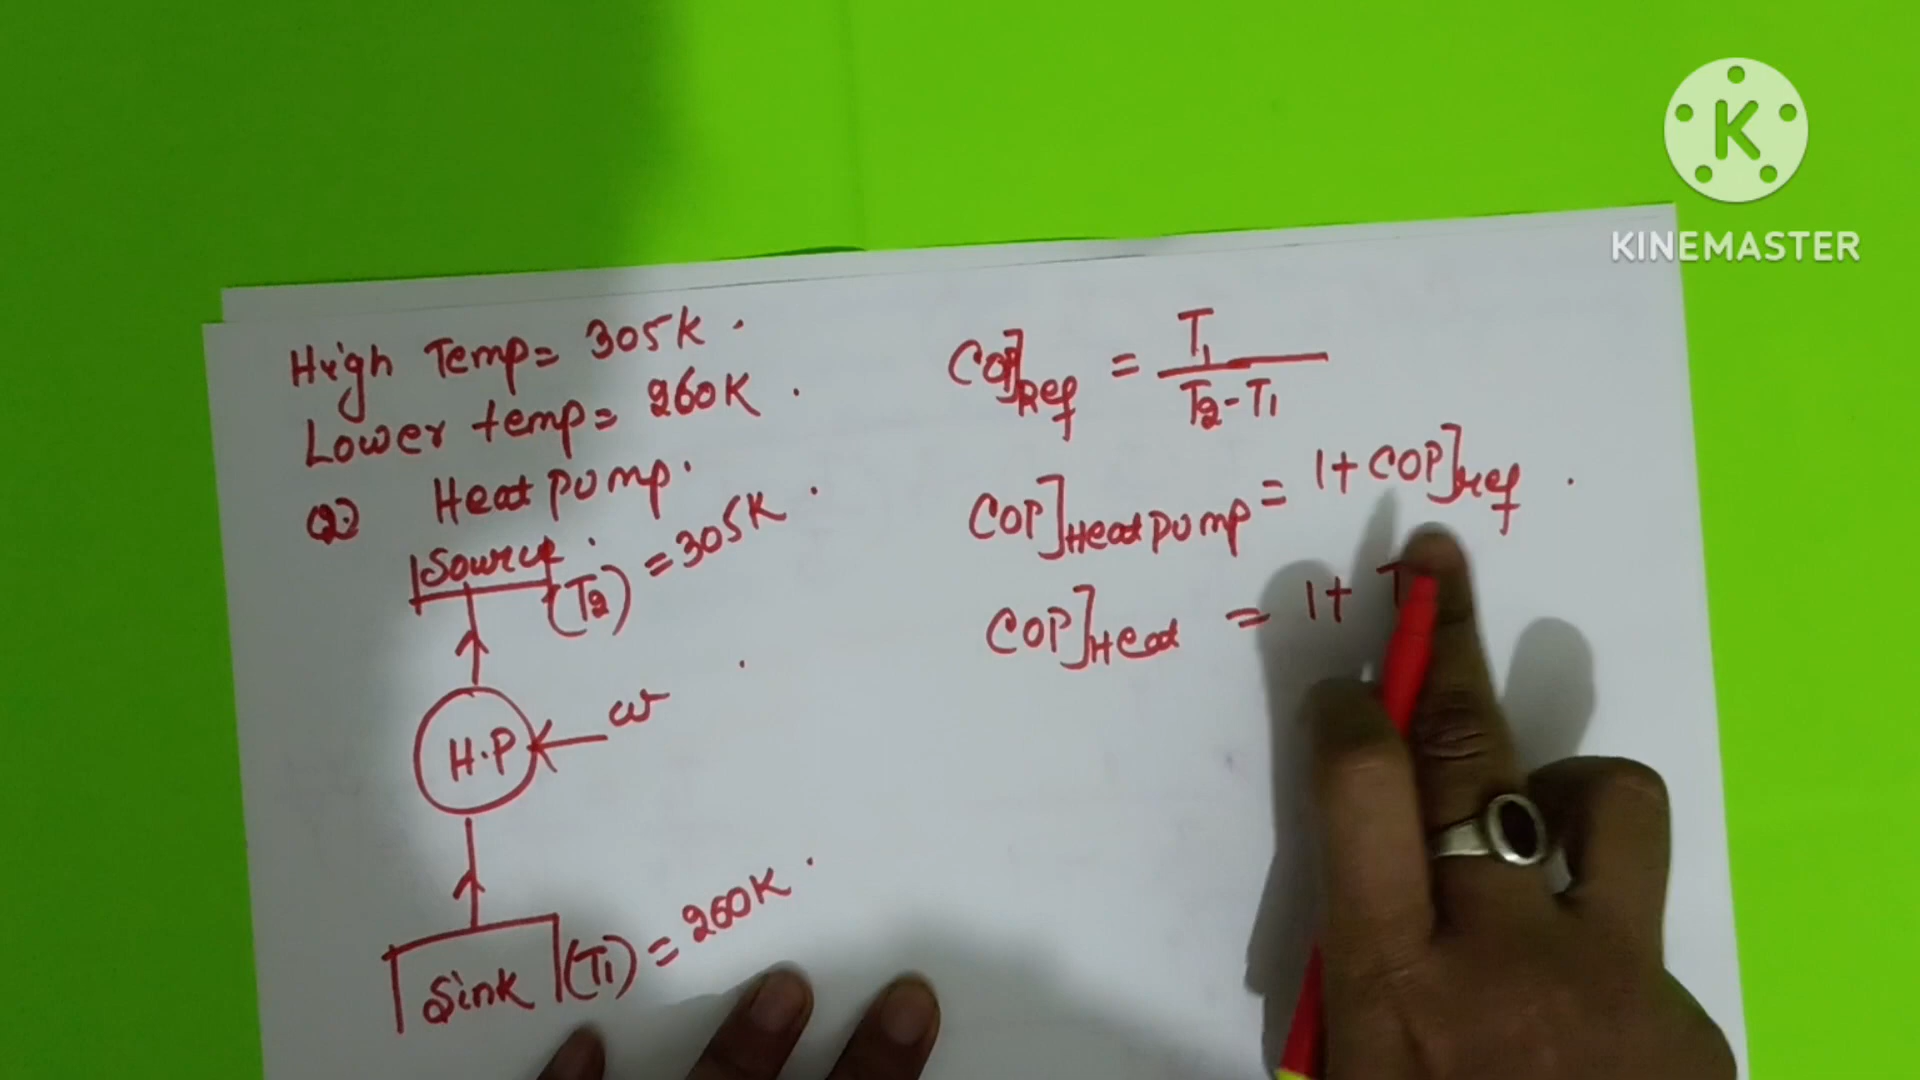 High Temp= 305K.
Lower temp= 260K.
Q2 Heat pump.
Source.
(T2) = 305K.
H.P
w
Sink (T1) = 260K.
COP]Ref = T1 / T2-T1
COP]Heat pump = 1+ COP]Ref.
COP]Heat = 1+ T
K
KINEMASTER